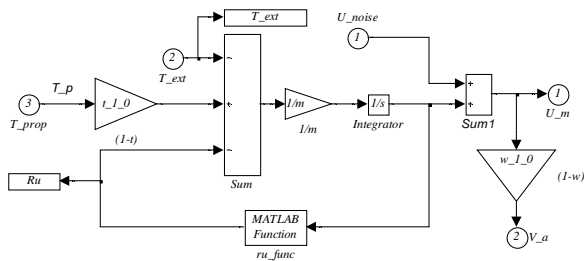 T_ext
U_noise
1
2
T_ext
T_p
3
t_1_0
T_prop
(1-t)
1/m
1/m
1/s
Integrator
Sum1
1
U_m
w_1_0
(1-w)
Ru
Sum
MATLAB
Function
ru_func
2
V_a